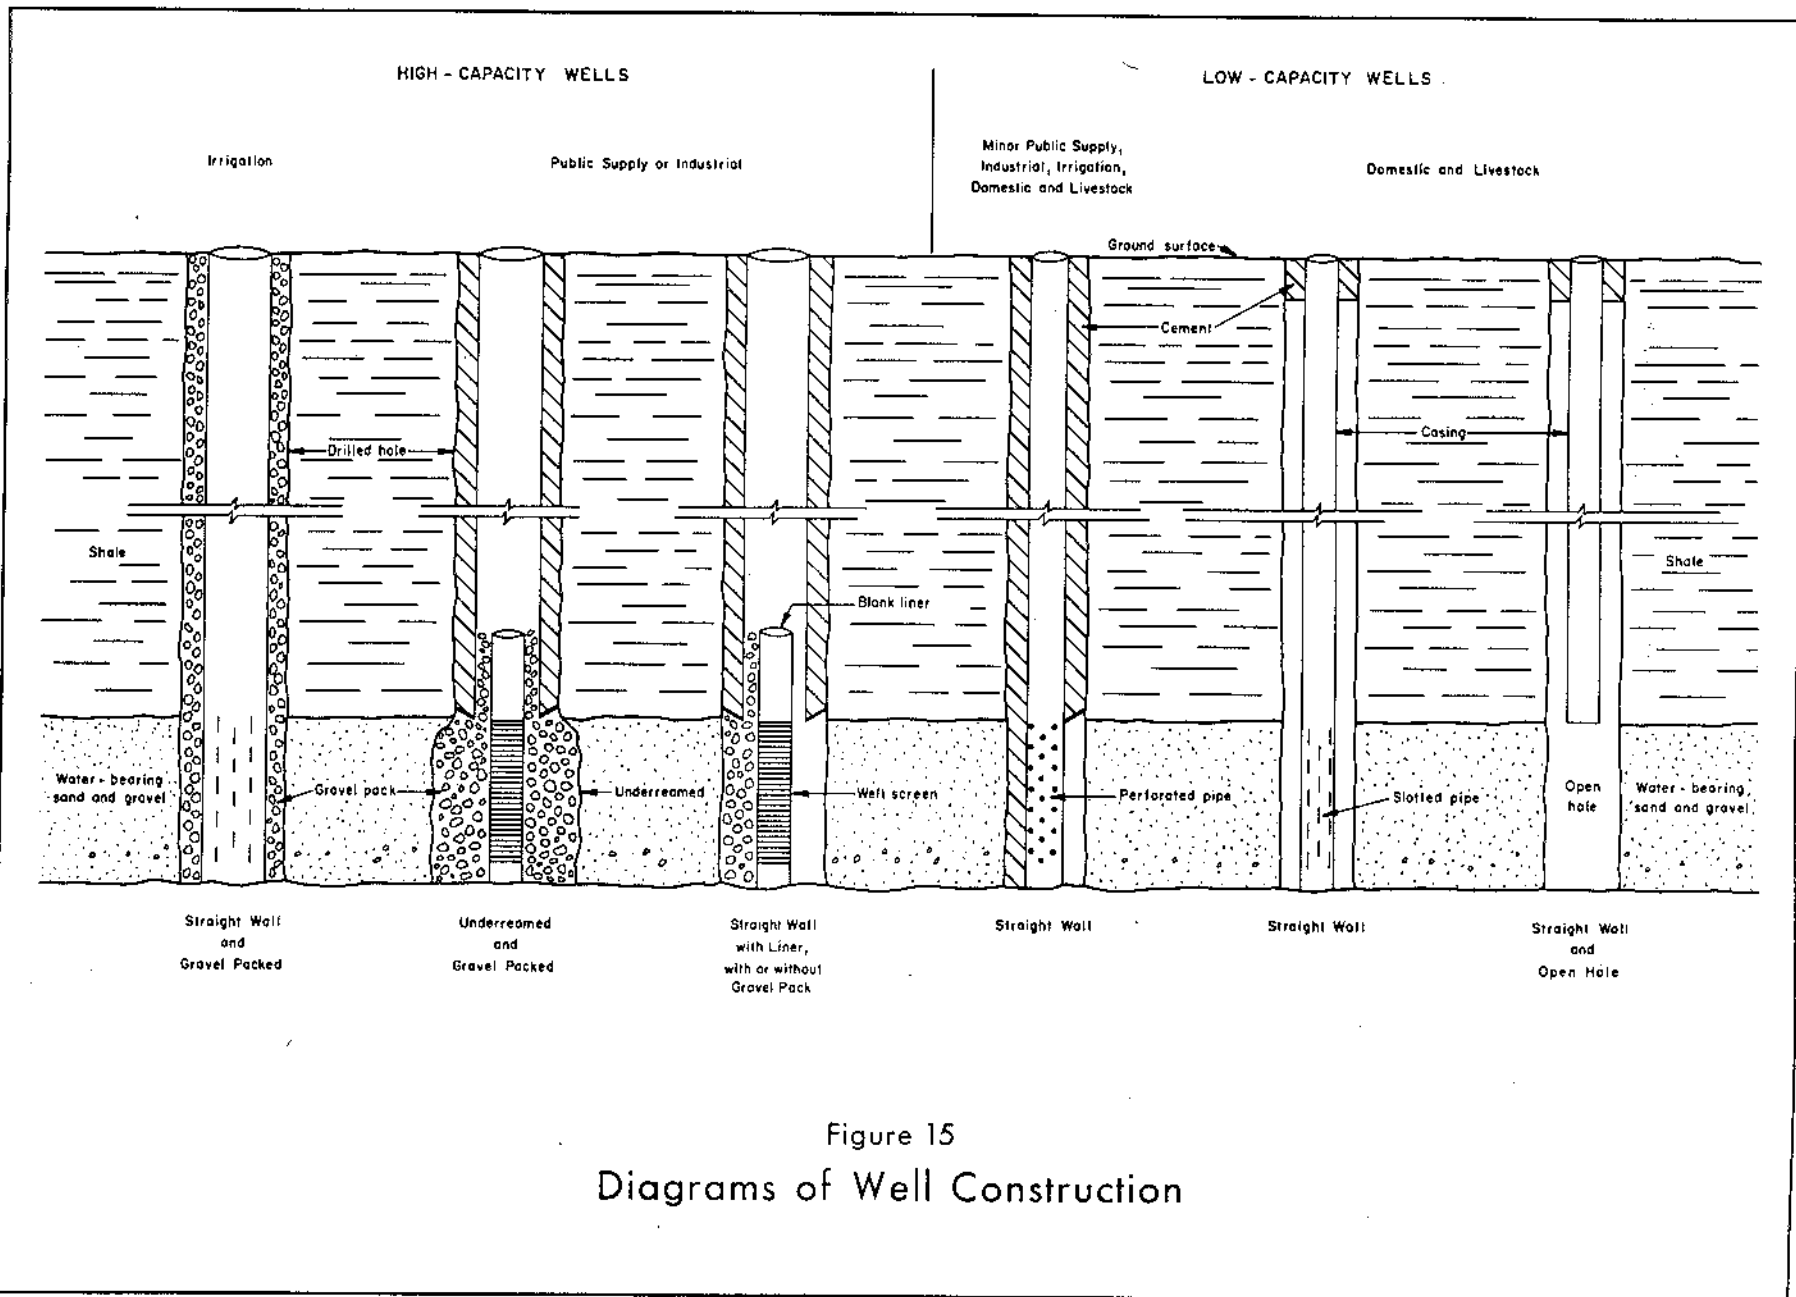 HIGH - CAPACITY WELLS
LOW - CAPACITY WELLS
Irrigation
Public Supply or Industrial
Minor Public Supply,
Industrial, Irrigation,
Domestic and Livestock
Domestic and Livestock
Ground surface
Cement
Casing
Drilled hole
Shale
Shale
Blank liner
Water - bearing
sand and gravel
Gravel pack
Underreamed
Well screen
Perforated pipe
Slotted pipe
Open
hole
Water - bearing
sand and gravel
Straight Wall
and
Gravel Packed
Underreamed
and
Gravel Packed
Straight Wall
with Liner,
with or without
Gravel Pack
Straight Wall
Straight Wall
Straight Wall
and
Open Hole
Figure 15
Diagrams of Well Construction